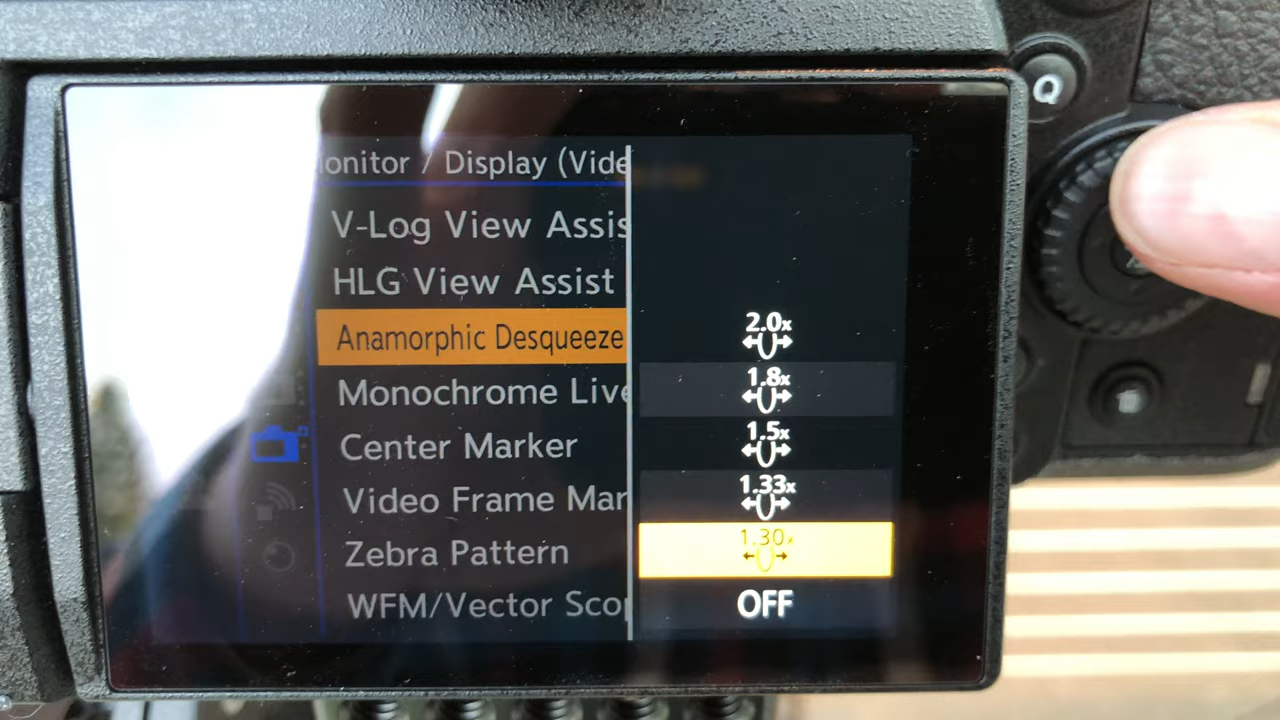 Q
onitor / Display (Vide
V-Log View Assis
HLG View Assist
Anamorphic Desqueeze
Monochrome Live
Center Marker
Video Frame Mar
Zebra Pattern
WFM/Vector Scop
2.0x
1.8x
1.5x
1.33x
1.30x
OFF